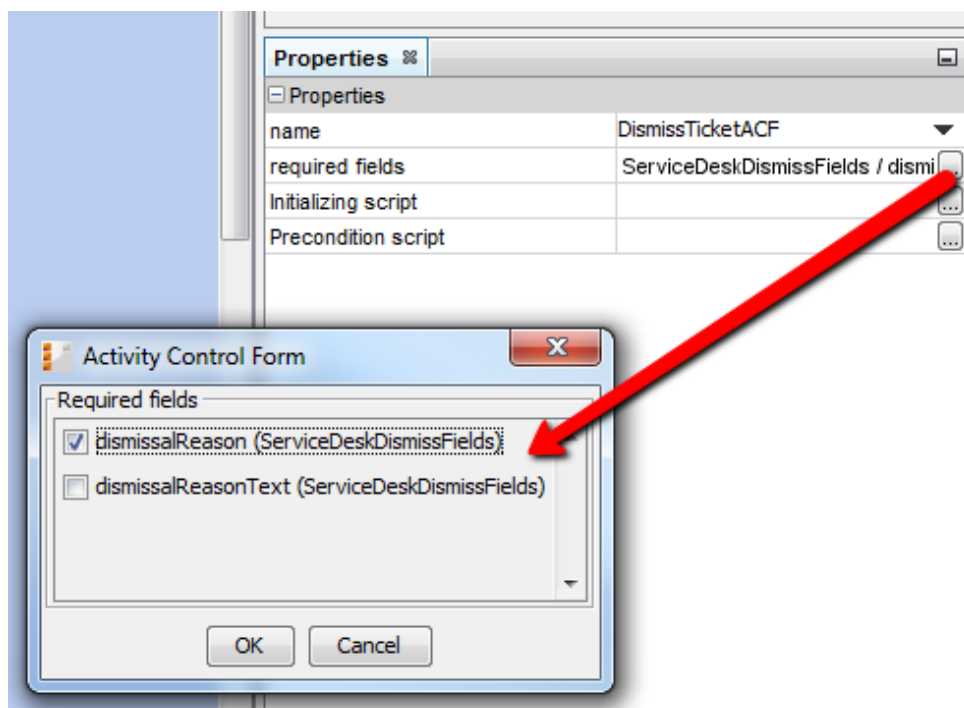 Properties
Properties
name DismissTicketACF
required fields ServiceDeskDismissFields / dismi ...
Initializing script ...
Precondition script ...
Activity Control Form
Required fields
dismissalReason (ServiceDeskDismissFields)
dismissalReasonText (ServiceDeskDismissFields)
OK Cancel